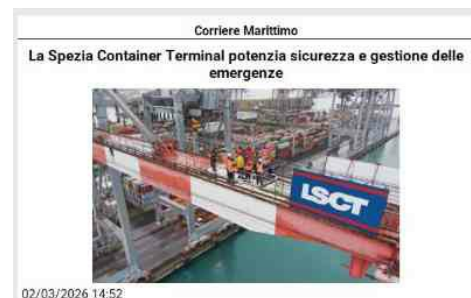 Corriere Marittimo
La Spezia Container Terminal potenzia sicurezza e gestione delle
emergenze
LSCT
02/03/2026 14:52